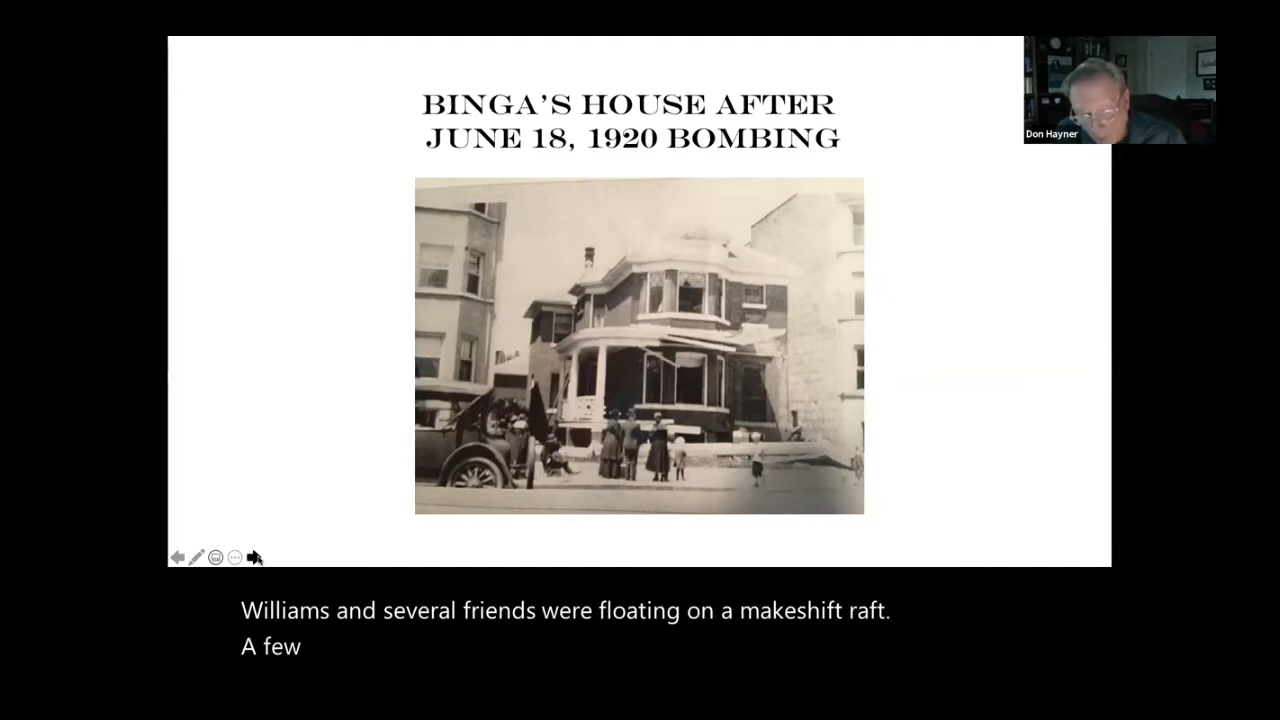 BINGA'S HOUSE AFTER
JUNE 18, 1920 BOMBING
Don Hayner
Williams and several friends were floating on a makeshift raft.
A few